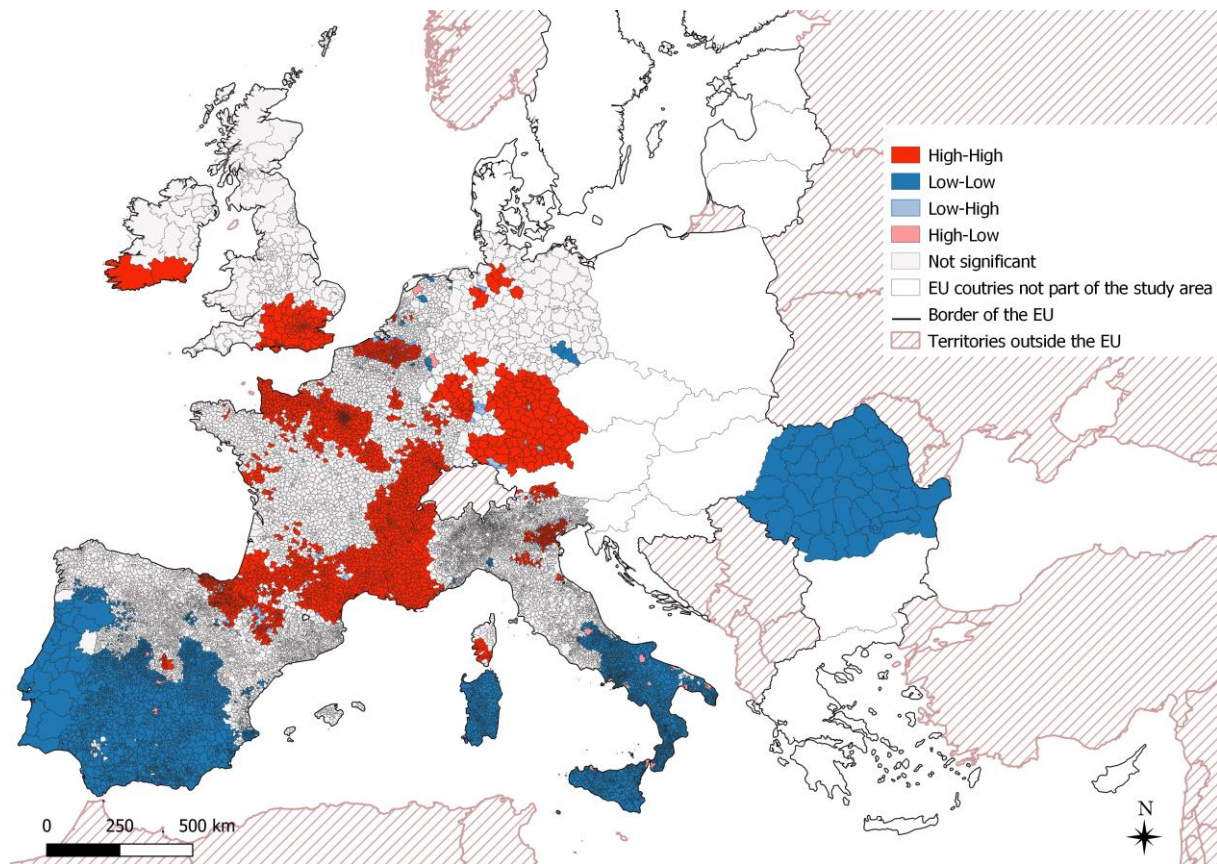 High-High
Low-Low
Low-High
High-Low
Not significant
EU coutries not part of the study area
Border of the EU
Territories outside the EU
0 250 500 km
N